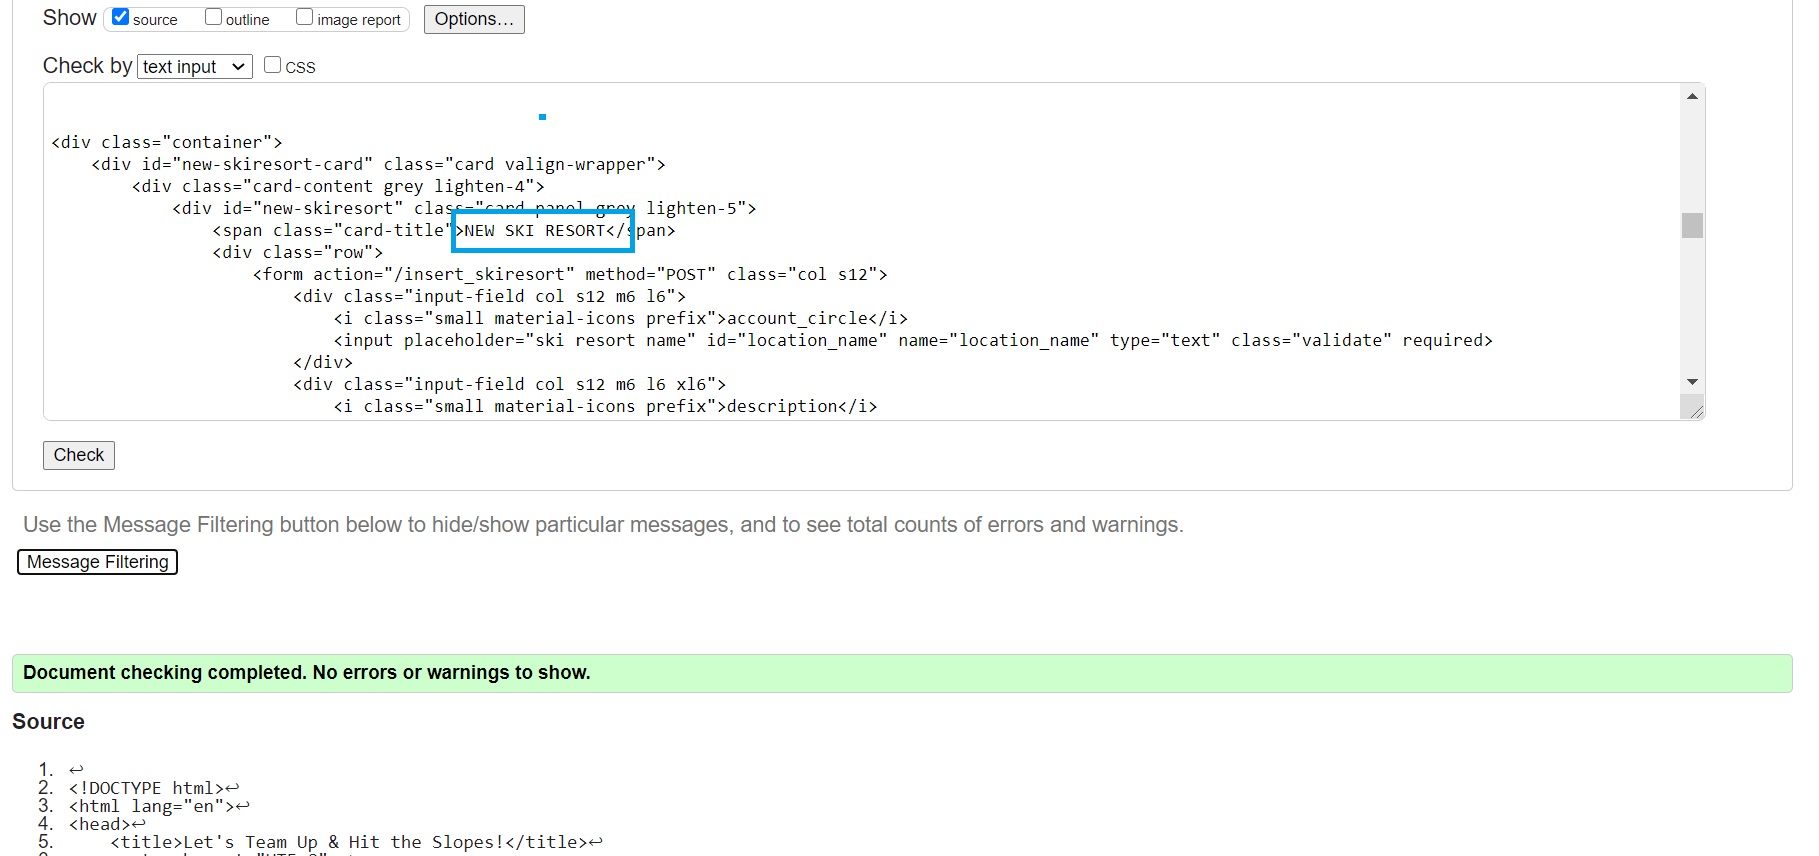 Show source outline image report Options...
Check by text input CSS
<div class="container">
<div id="new-skiresort-card" class="card valign-wrapper">
<div class="card-content grey lighten-4">
<div id="new-skiresort" class="card-panel grey lighten-5">
<span class="card-title">NEW SKI RESORT</span>
<div class="row">
<form action="/insert_skiresort" method="POST" class="col s12">
<div class="input-field col s12 m6 l6">
<i class="small material-icons prefix">account_circle</i>
<input placeholder="ski resort name" id="location_name" name="location_name" type="text" class="validate" required>
</div>
<div class="input-field col s12 m6 l6 xl6">
<i class="small material-icons prefix">description</i>
Check
Use the Message Filtering button below to hide/show particular messages, and to see total counts of errors and warnings.
Message Filtering
Document checking completed. No errors or warnings to show.
Source
1. ↩
2. <!DOCTYPE html>↩
3. <html lang="en">↩
4. <head>↩
5. <title>Let's Team Up & Hit the Slopes!</title>↩